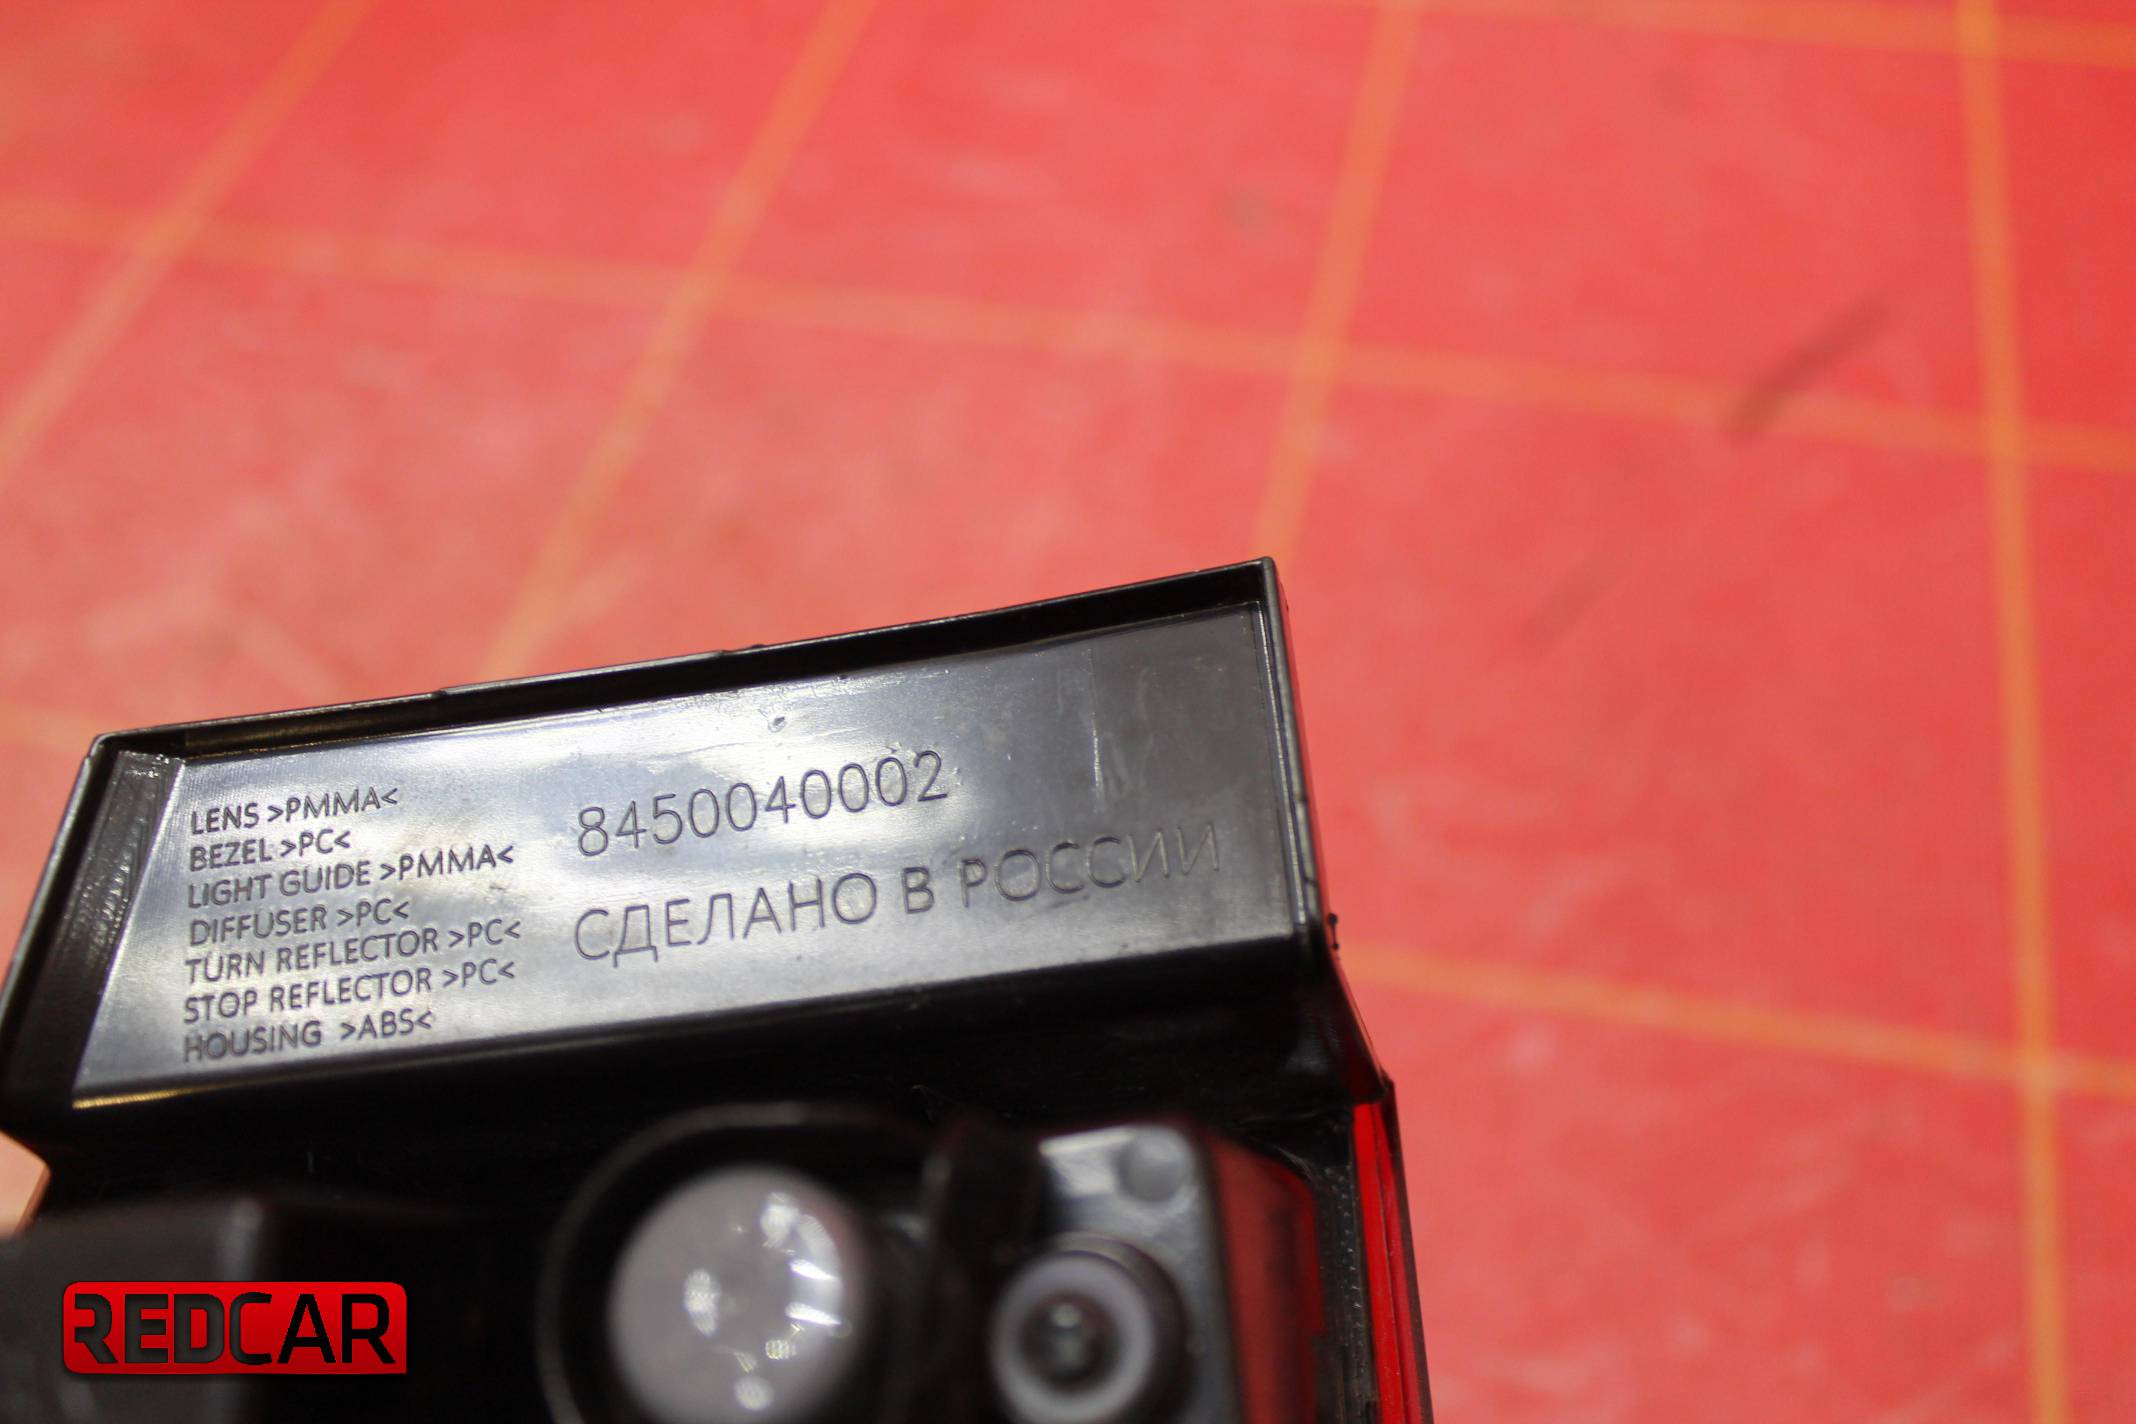 LENS >PMMA<
BEZEL >PC<
LIGHT GUIDE >PMMA<
DIFFUSER >PC<
TURN REFLECTOR >PC<
STOP REFLECTOR >PC<
HOUSING >ABS<
8450040002
СДЕЛАНО В РОССИИ
REDCAR